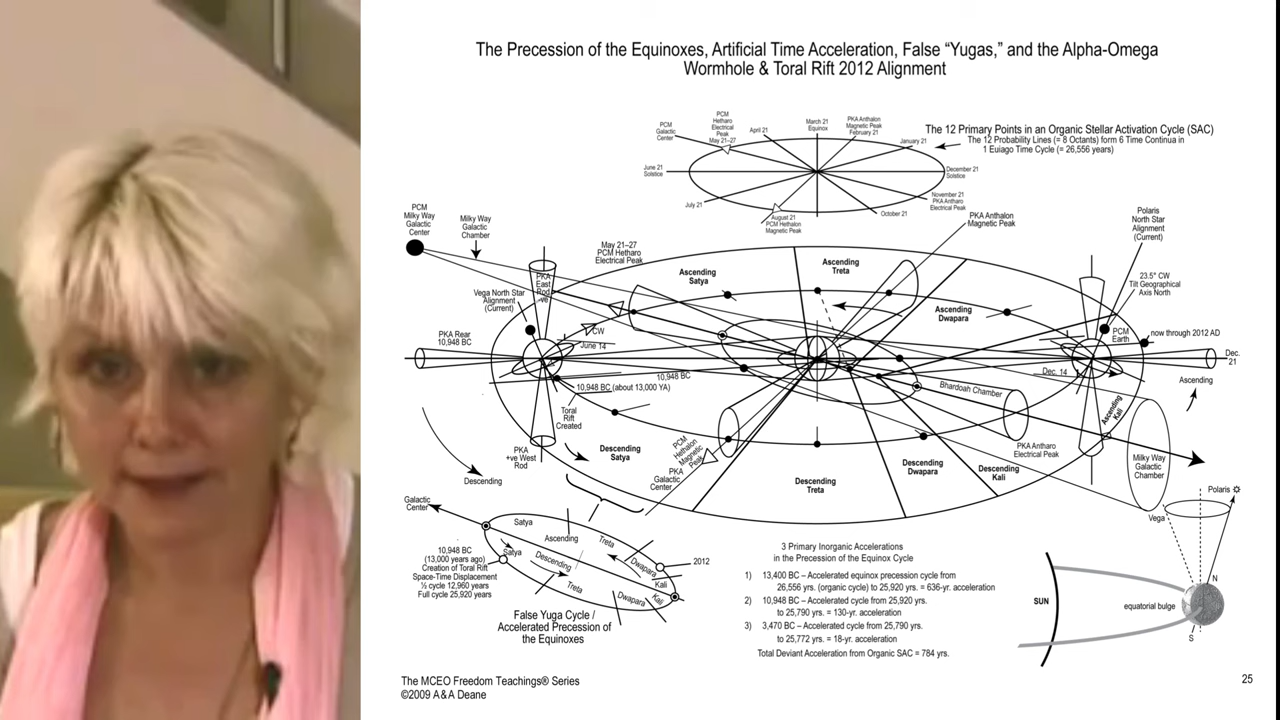 The Precession of the Equinoxes, Artificial Time Acceleration, False “Yugas,” and the Alpha-Omega
Wormhole & Toral Rift 2012 Alignment
PCM
Galactic
Center
PCM
Hetharo
Electrical
Peak
May 21–27
April 21
March 21
Equinox
PKA Anthalon
Magnetic Peak
February 21
January 21
The 12 Primary Points in an Organic Stellar Activation Cycle (SAC)
The 12 Probability Lines (= 8 Octants) form 6 Time Continua in
1 Euiago Time Cycle (= 26,556 years)
June 21
Solstice
December 21
Solstice
July 21
August 21
PCM Hethalon
Magnetic Peak
October 21
November 21
PKA Antharo
Electrical Peak
PCM
Milky Way
Galactic
Center
Milky Way
Galactic
Chamber
May 21–27
PCM Hetharo
Electrical Peak
PKA Anthalon
Magnetic Peak
Polaris
North Star
Alignment
(Current)
23.5° CW
Tilt Geographical
Axis North
PKA
East
Rod
-ve
Vega North Star
Alignment
(Current)
Ascending
Satya
Ascending
Treta
Ascending
Dwapara
PKA Rear
10,948 BC
CW
June 14
PCM
Earth
now through 2012 AD
Dec.
21
Dec. 14
10,948 BC
10,948 BC (about 13,000 YA)
Toral
Rift
Created
Bhardoah Chamber
Ascending
Ascending
Kali
PKA
+ve West
Rod
Descending
Satya
PCM
Hethalon
Magnetic
Peak
PKA
Galactic
Center
Descending
Treta
Descending
Dwapara
Descending
Kali
PKA Antharo
Electrical Peak
Milky Way
Galactic
Chamber
Descending
Galactic
Center
Satya
Ascending
Treta
Dwapara
Kali
2012
Satya
Descending
Treta
Dwapara
Kali
10,948 BC
(13,000 years ago)
Creation of Toral Rift
Space-Time Displacement
½ cycle 12,960 years
Full cycle 25,920 years
False Yuga Cycle /
Accelerated Precession of
the Equinoxes
3 Primary Inorganic Accelerations
in the Precession of the Equinox Cycle
1) 13,400 BC – Accelerated equinox precession cycle from
26,556 yrs. (organic cycle) to 25,920 yrs. = 636-yr. acceleration
2) 10,948 BC – Accelerated cycle from 25,920 yrs.
to 25,790 yrs. = 130-yr. acceleration
3) 3,470 BC – Accelerated cycle from 25,790 yrs.
to 25,772 yrs. = 18-yr. acceleration
Total Deviant Acceleration from Organic SAC = 784 yrs.
Polaris
Vega
N
SUN
equatorial bulge
S
The MCEO Freedom Teachings® Series
©2009 A & A Deane
25